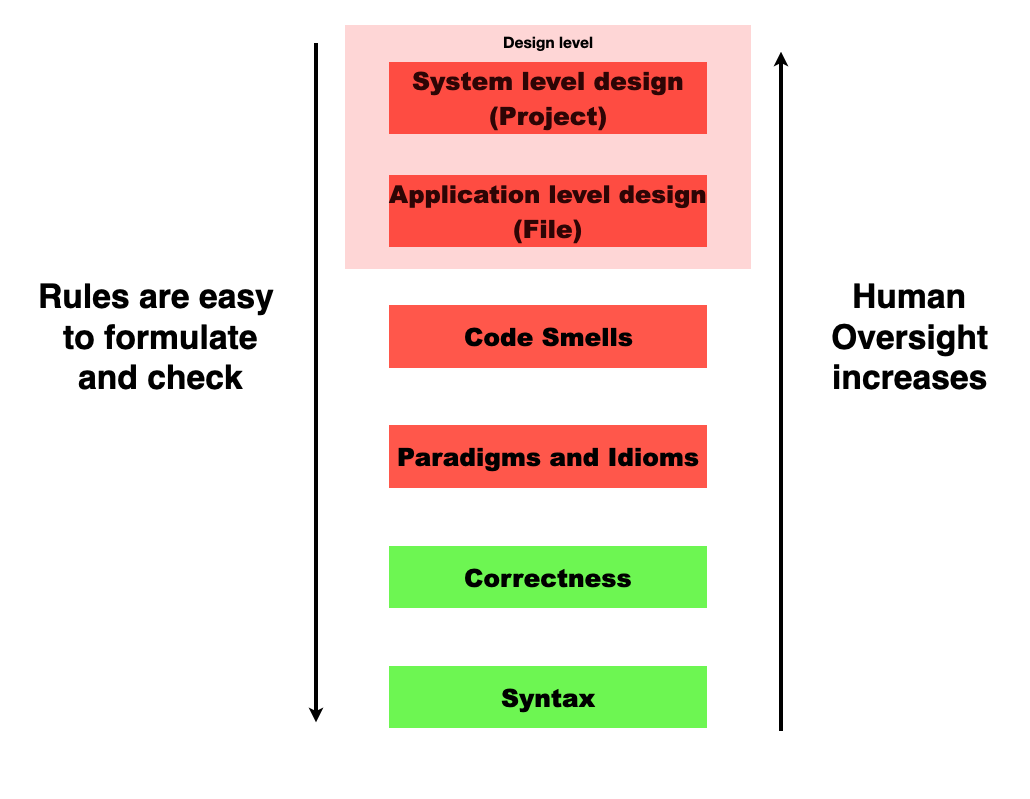 Design level
System level design
(Project)
Application level design
(File)
Rules are easy
to formulate
and check
Code Smells
Human
Oversight
increases
Paradigms and Idioms
Correctness
Syntax